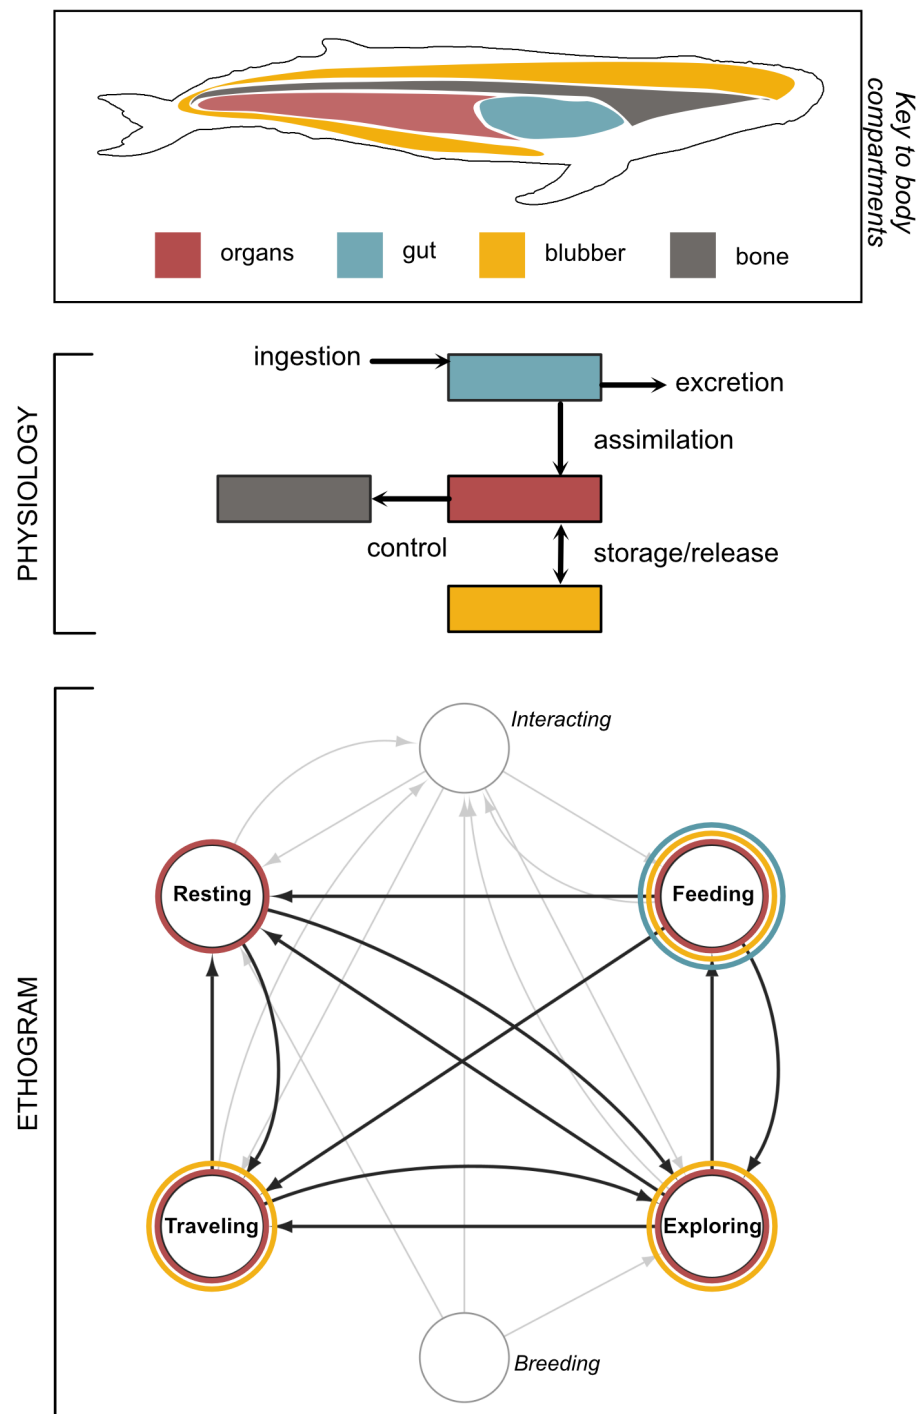 Key to body
compartments
organs
gut
blubber
bone
PHYSIOLOGY
ingestion
excretion
assimilation
control
storage/release
ETHOGRAM
Interacting
Resting
Feeding
Traveling
Exploring
Breeding